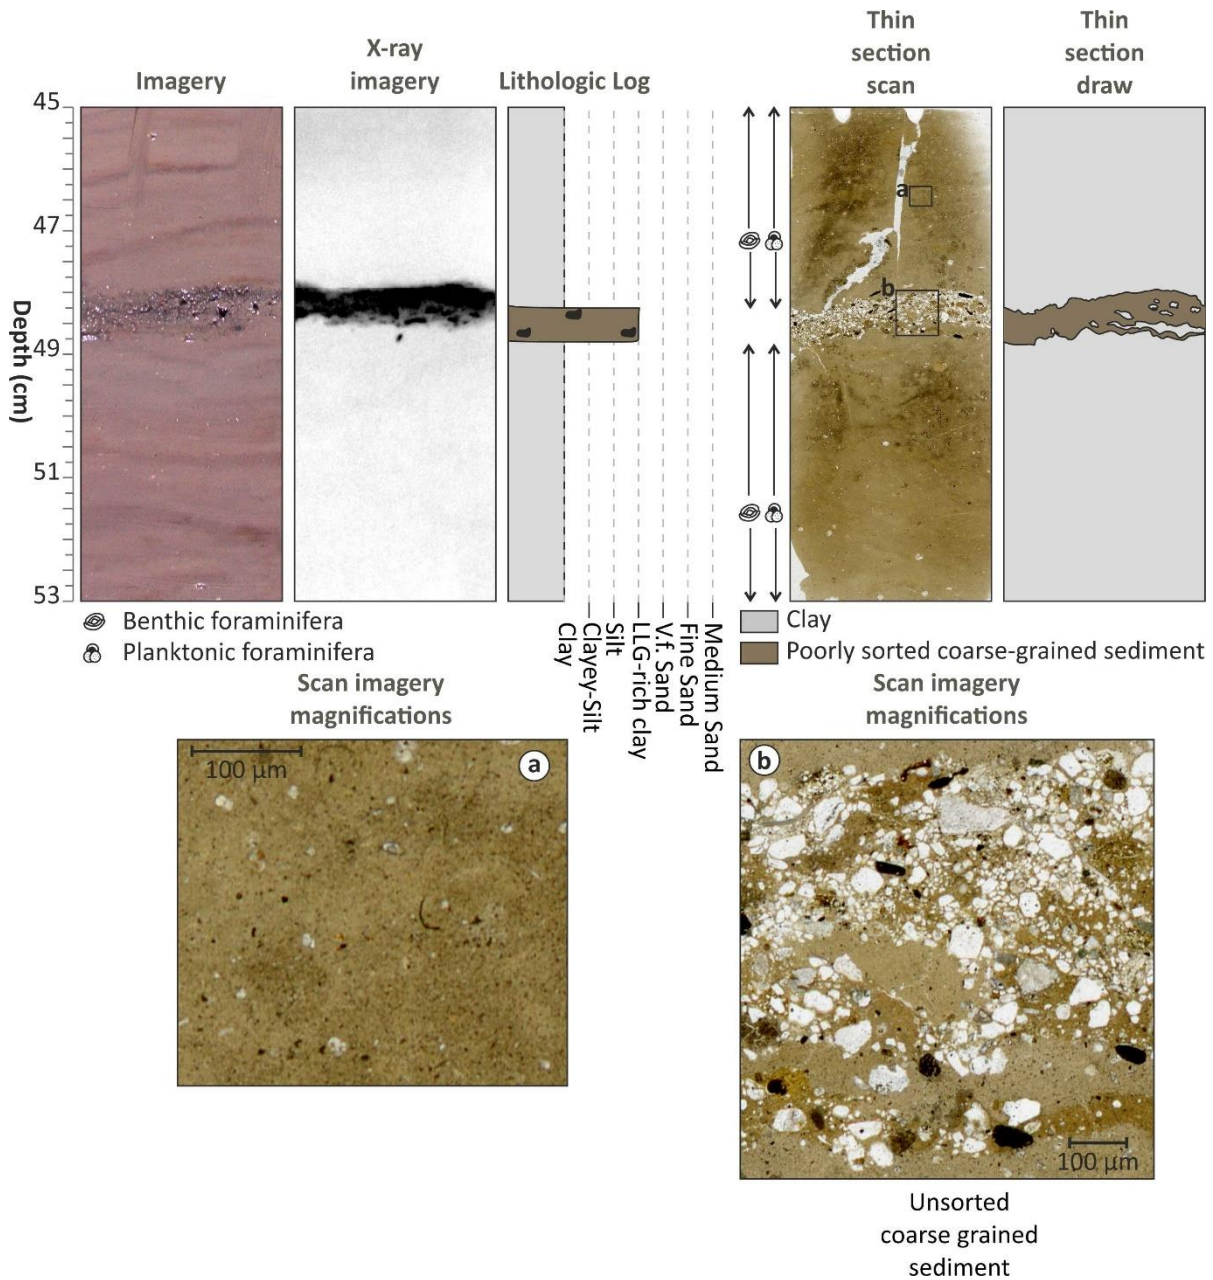 Imagery
X-ray
imagery
Lithologic Log
Thin
section
scan
Thin
section
draw
Depth (cm)
45
47
49
51
53
a
b
Benthic foraminifera
Planktonic foraminifera
Clay
Clayey-Silt
Silt
LLG-rich clay
V.f. Sand
Fine Sand
Medium Sand
Clay
Poorly sorted coarse-grained sediment
Scan imagery
magnifications
100 µm
a
Scan imagery
magnifications
b
100 µm
Unsorted
coarse grained
sediment